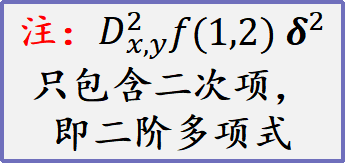 注：$D_{x,y}^2 f(1,2)\ \boldsymbol{\delta}^2$
只包含二次项，
即二阶多项式